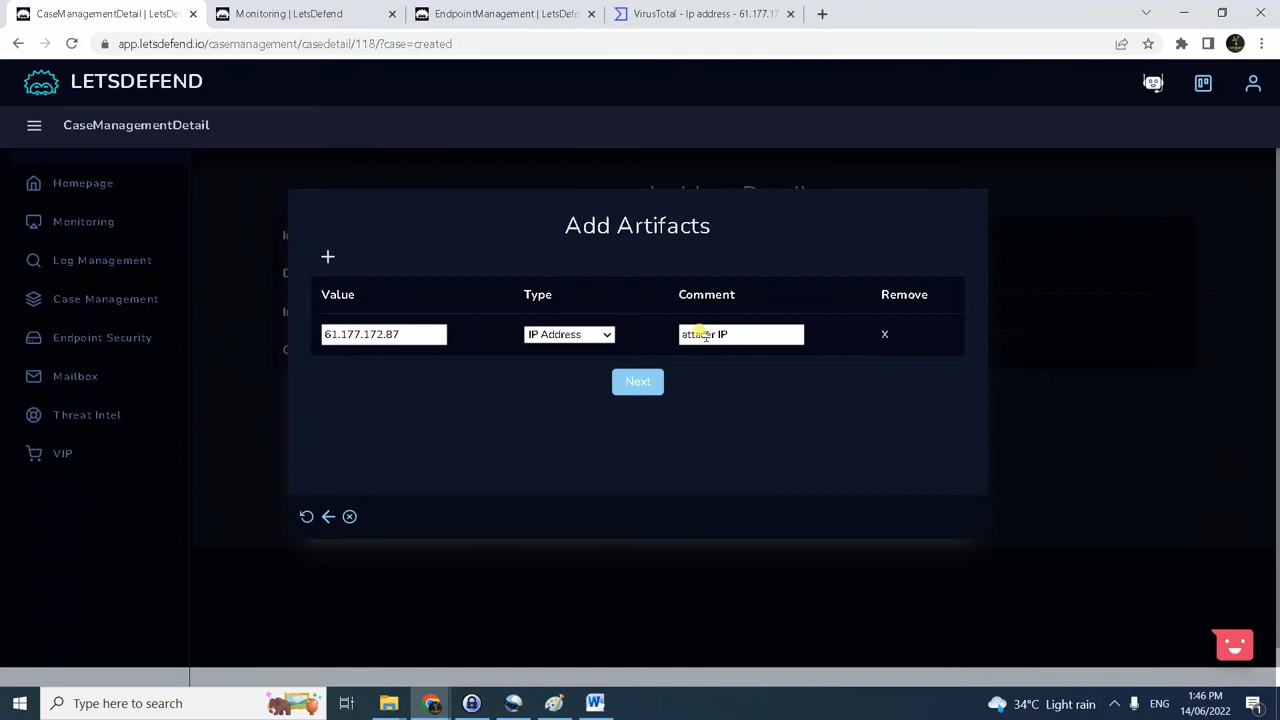 CaseManagementDetail | LetsDef
Monitoring | LetsDefend
EndpointManagement | LetsDefe
VirusTotal - Ip address - 61.177.17
app.letsdefend.io/casemanagement/casedetail/118/?case=created
LETSDEFEND
CaseManagementDetail
Homepage
Monitoring
Log Management
Case Management
Endpoint Security
Mailbox
Threat Intel
VIP
Add Artifacts
Value Type Comment Remove
61.177.172.87 IP Address attacer IP X
Next
Type here to search
34°C Light rain
ENG
1:46 PM
14/06/2022
1